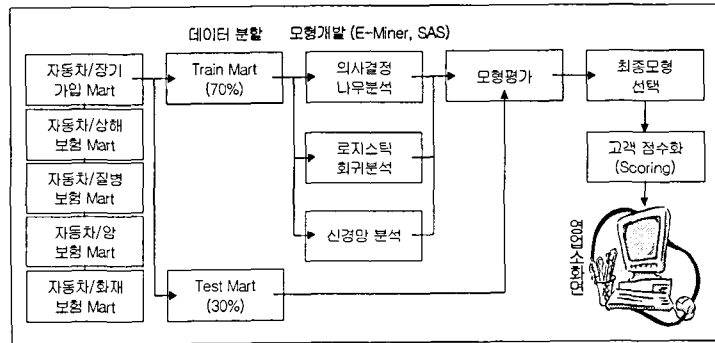 데이터 분할
모형개발 (E-Miner, SAS)
자동차/장기
가입 Mart
자동차/상해
보험 Mart
자동차/질병
보험 Mart
자동차/암
보험 Mart
자동차/화재
보험 Mart
Train Mart
(70%)
Test Mart
(30%)
의사결정
나무분석
로지스틱
회귀분석
신경망 분석
모형평가
최종모형
선택
고객 점수화
(Scoring)
영업소화면